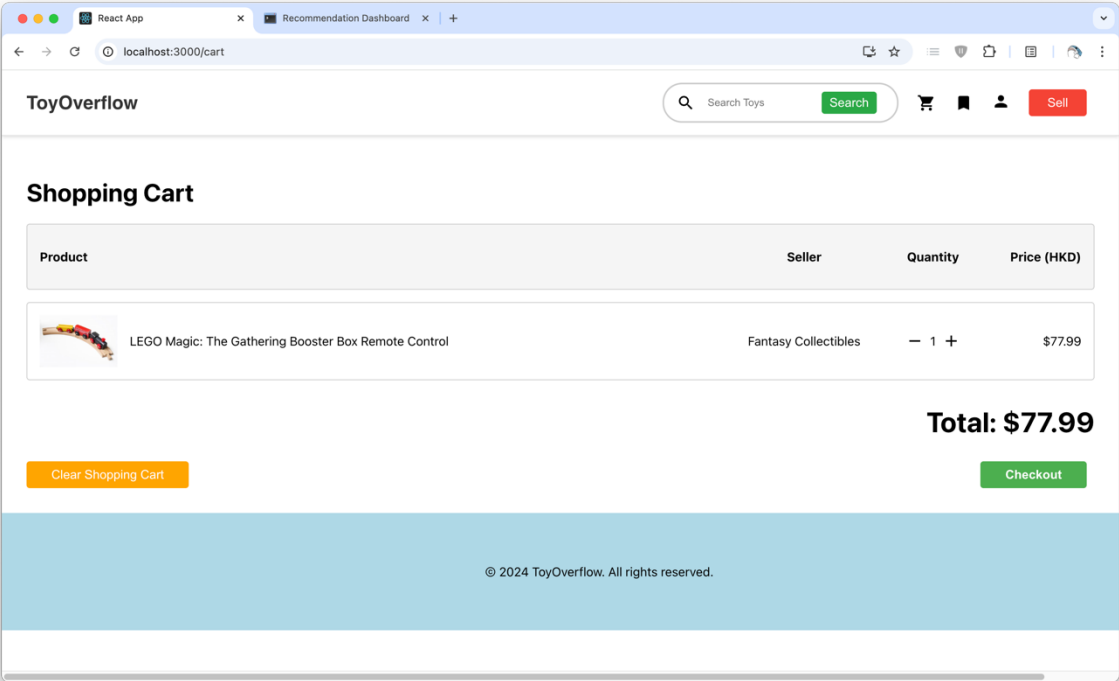 React App
Recommendation Dashboard
localhost:3000/cart
ToyOverflow
Search Toys
Search
Sell
Shopping Cart
Product Seller Quantity Price (HKD)
LEGO Magic: The Gathering Booster Box Remote Control Fantasy Collectibles 1 $77.99
Total: $77.99
Clear Shopping Cart
Checkout
© 2024 ToyOverflow. All rights reserved.